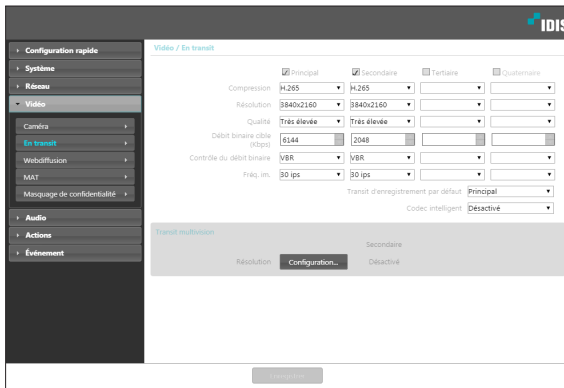 IDIS
Vidéo / En transit
Configuration rapide
Système
Réseau
Vidéo
Caméra
En transit
Webdiffusion
MAT
Masquage de confidentialité
Audio
Actions
Événement
Principal Secondaire Tertiaire Quaternaire
Compression H.265 H.265
Résolution 3840x2160 3840x2160
Qualité Très élevée Très élevée
Débit binaire cible (Kbps) 6144 2048
Contrôle du débit binaire VBR VBR
Fréq. im. 30 ips 30 ips
Transit d'enregistrement par défaut Principal
Codec intelligent Désactivé
Transit multivision
Secondaire
Résolution Configuration... Désactivé